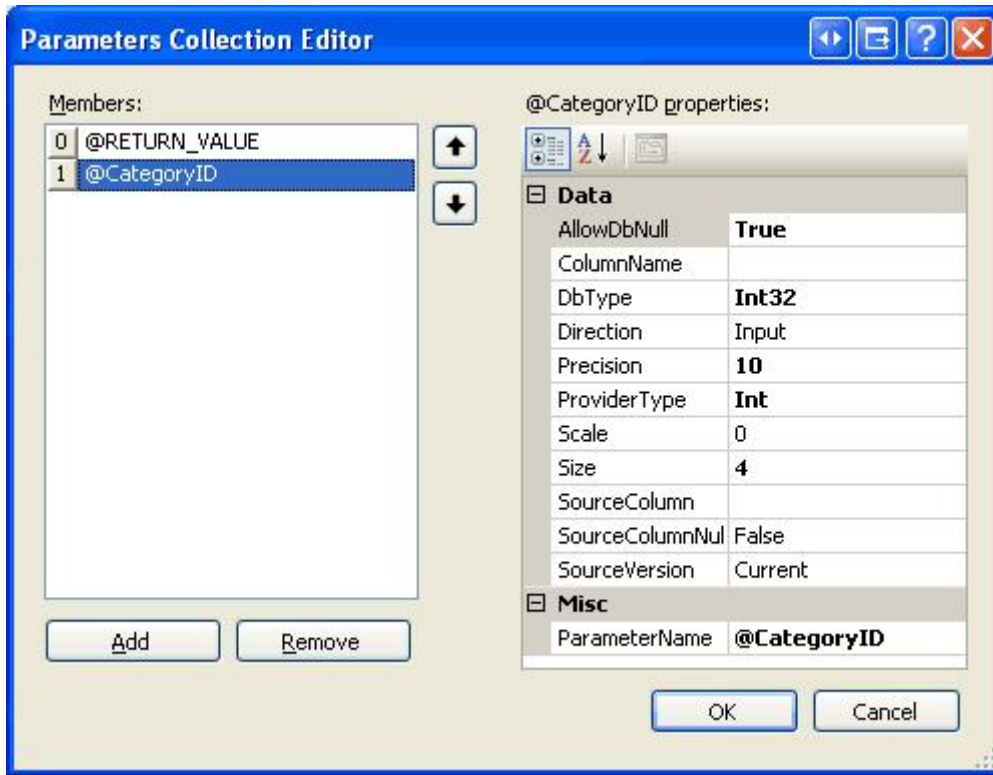 Parameters Collection Editor
Members:
0 @RETURN_VALUE
1 @CategoryID
Add Remove
@CategoryID properties:
Data
AllowDbNull True
ColumnName
DbType Int32
Direction Input
Precision 10
ProviderType Int
Scale 0
Size 4
SourceColumn
SourceColumnNul False
SourceVersion Current
Misc
ParameterName @CategoryID
OK Cancel